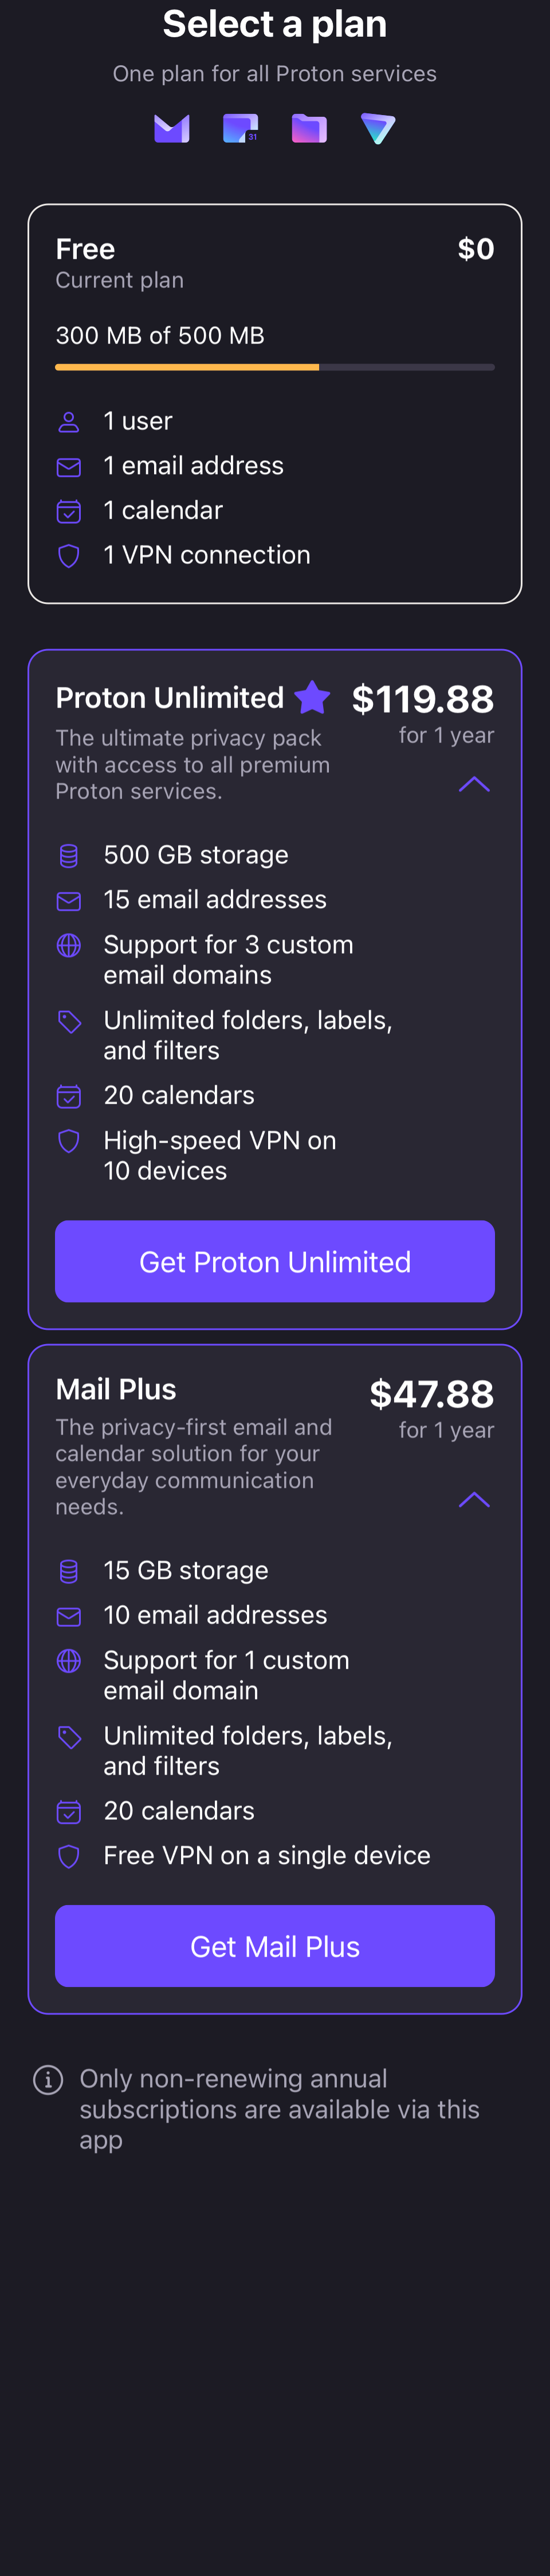 Select a plan
One plan for all Proton services
31
Free
$0
Current plan
300 MB of 500 MB
1 user
1 email address
1 calendar
1 VPN connection
Proton Unlimited
$119.88
for 1 year
The ultimate privacy pack
with access to all premium
Proton services.
500 GB storage
15 email addresses
Support for 3 custom
email domains
Unlimited folders, labels,
and filters
20 calendars
High-speed VPN on
10 devices
Get Proton Unlimited
Mail Plus
$47.88
for 1 year
The privacy-first email and
calendar solution for your
everyday communication
needs.
15 GB storage
10 email addresses
Support for 1 custom
email domain
Unlimited folders, labels,
and filters
20 calendars
Free VPN on a single device
Get Mail Plus
Only non-renewing annual
subscriptions are available via this
app